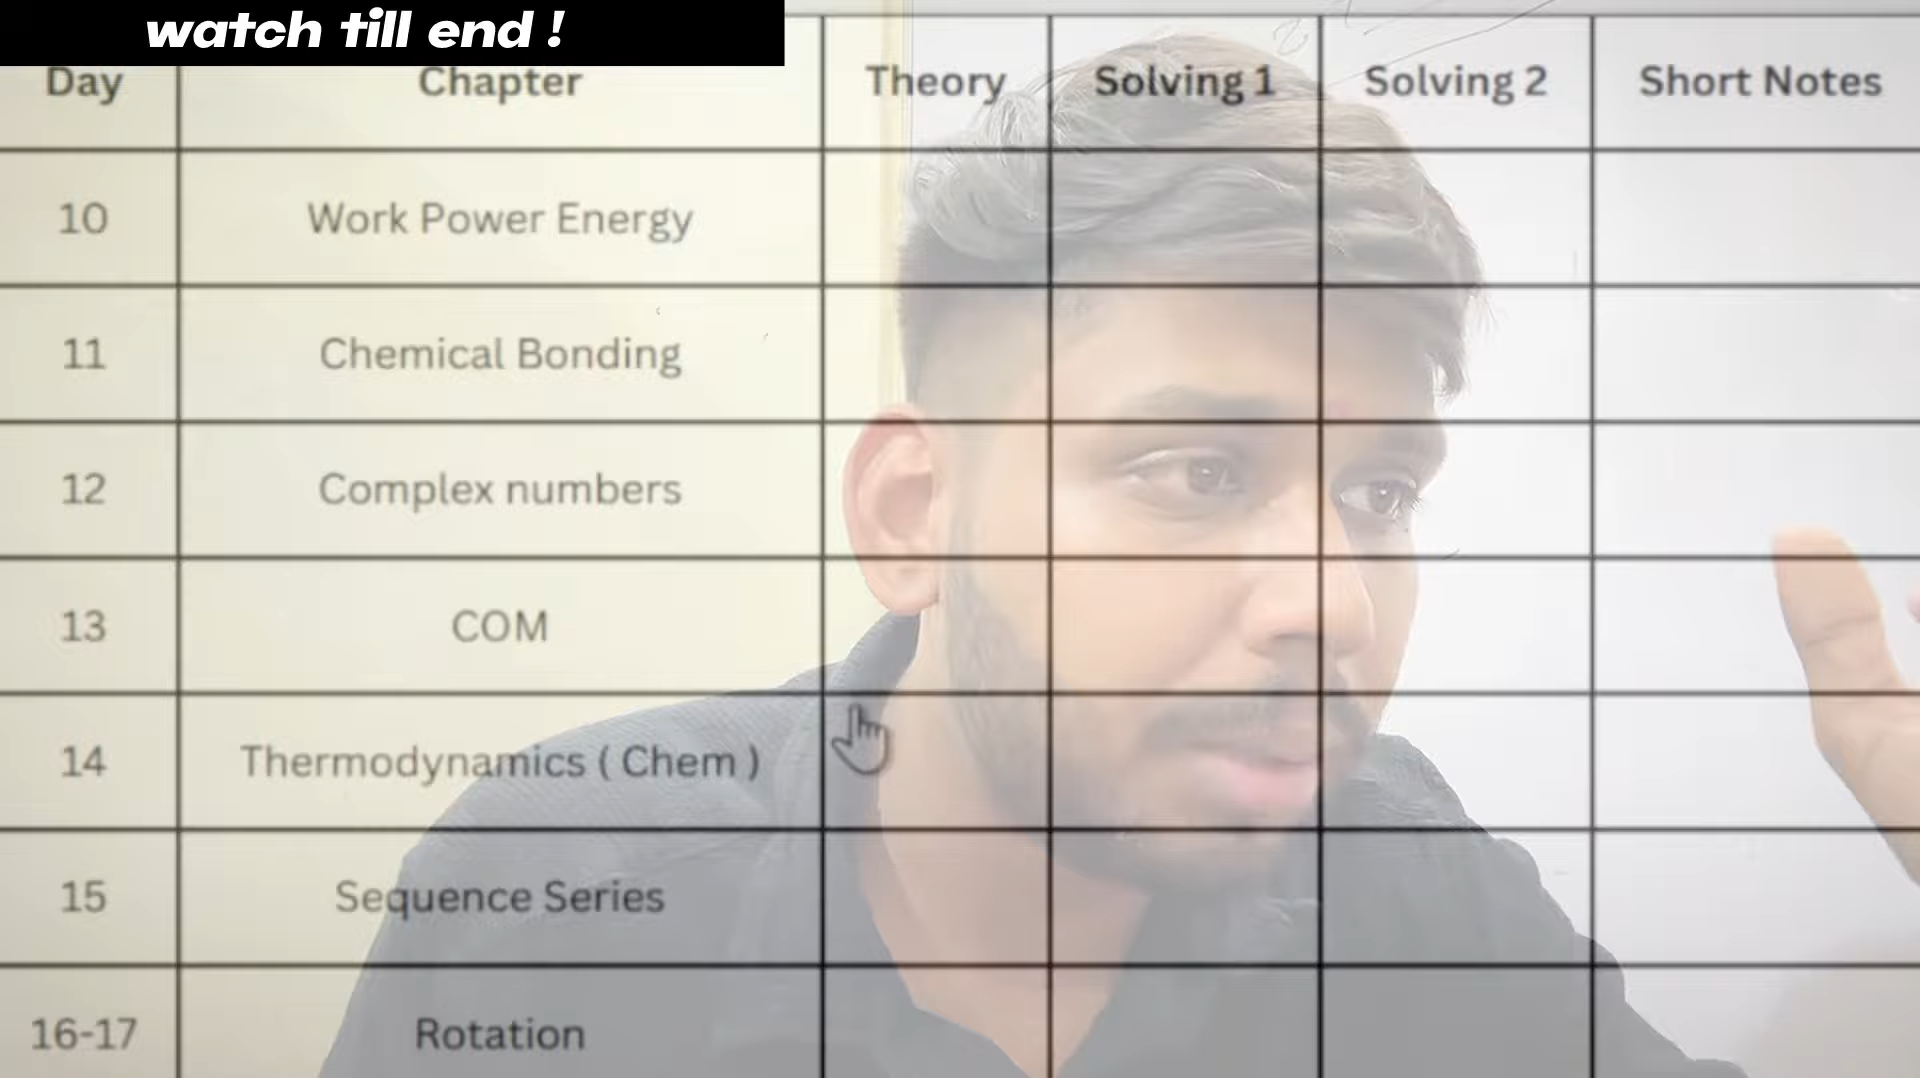 watch till end !
Day Chapter Theory Solving 1 Solving 2 Short Notes
10 Work Power Energy
11 Chemical Bonding
12 Complex numbers
13 COM
14 Thermodynamics ( Chem )
15 Sequence Series
16-17 Rotation